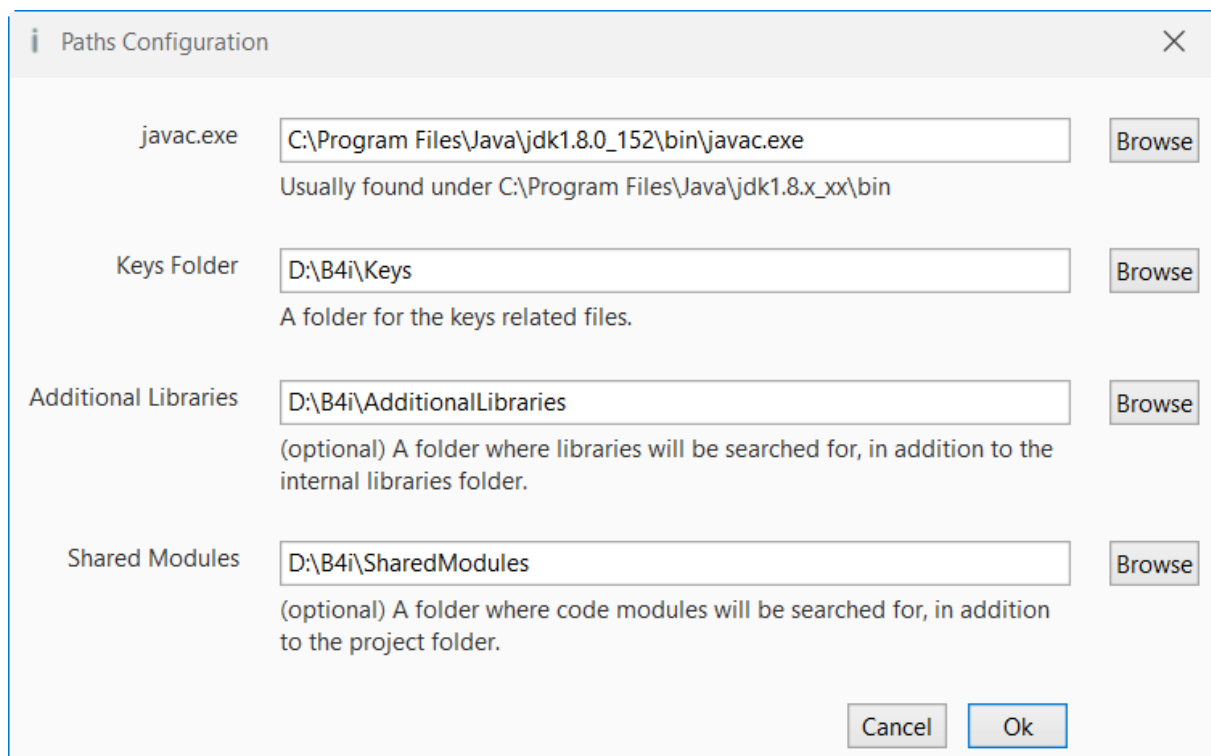 Paths Configuration
javac.exe
C:\Program Files\Java\jdk1.8.0_152\bin\javac.exe
Browse
Usually found under C:\Program Files\Java\jdk1.8.x_xx\bin
Keys Folder
D:\B4i\Keys
Browse
A folder for the keys related files.
Additional Libraries
D:\B4i\AdditionalLibraries
Browse
(optional) A folder where libraries will be searched for, in addition to the
internal libraries folder.
Shared Modules
D:\B4i\SharedModules
Browse
(optional) A folder where code modules will be searched for, in addition
to the project folder.
Cancel
Ok